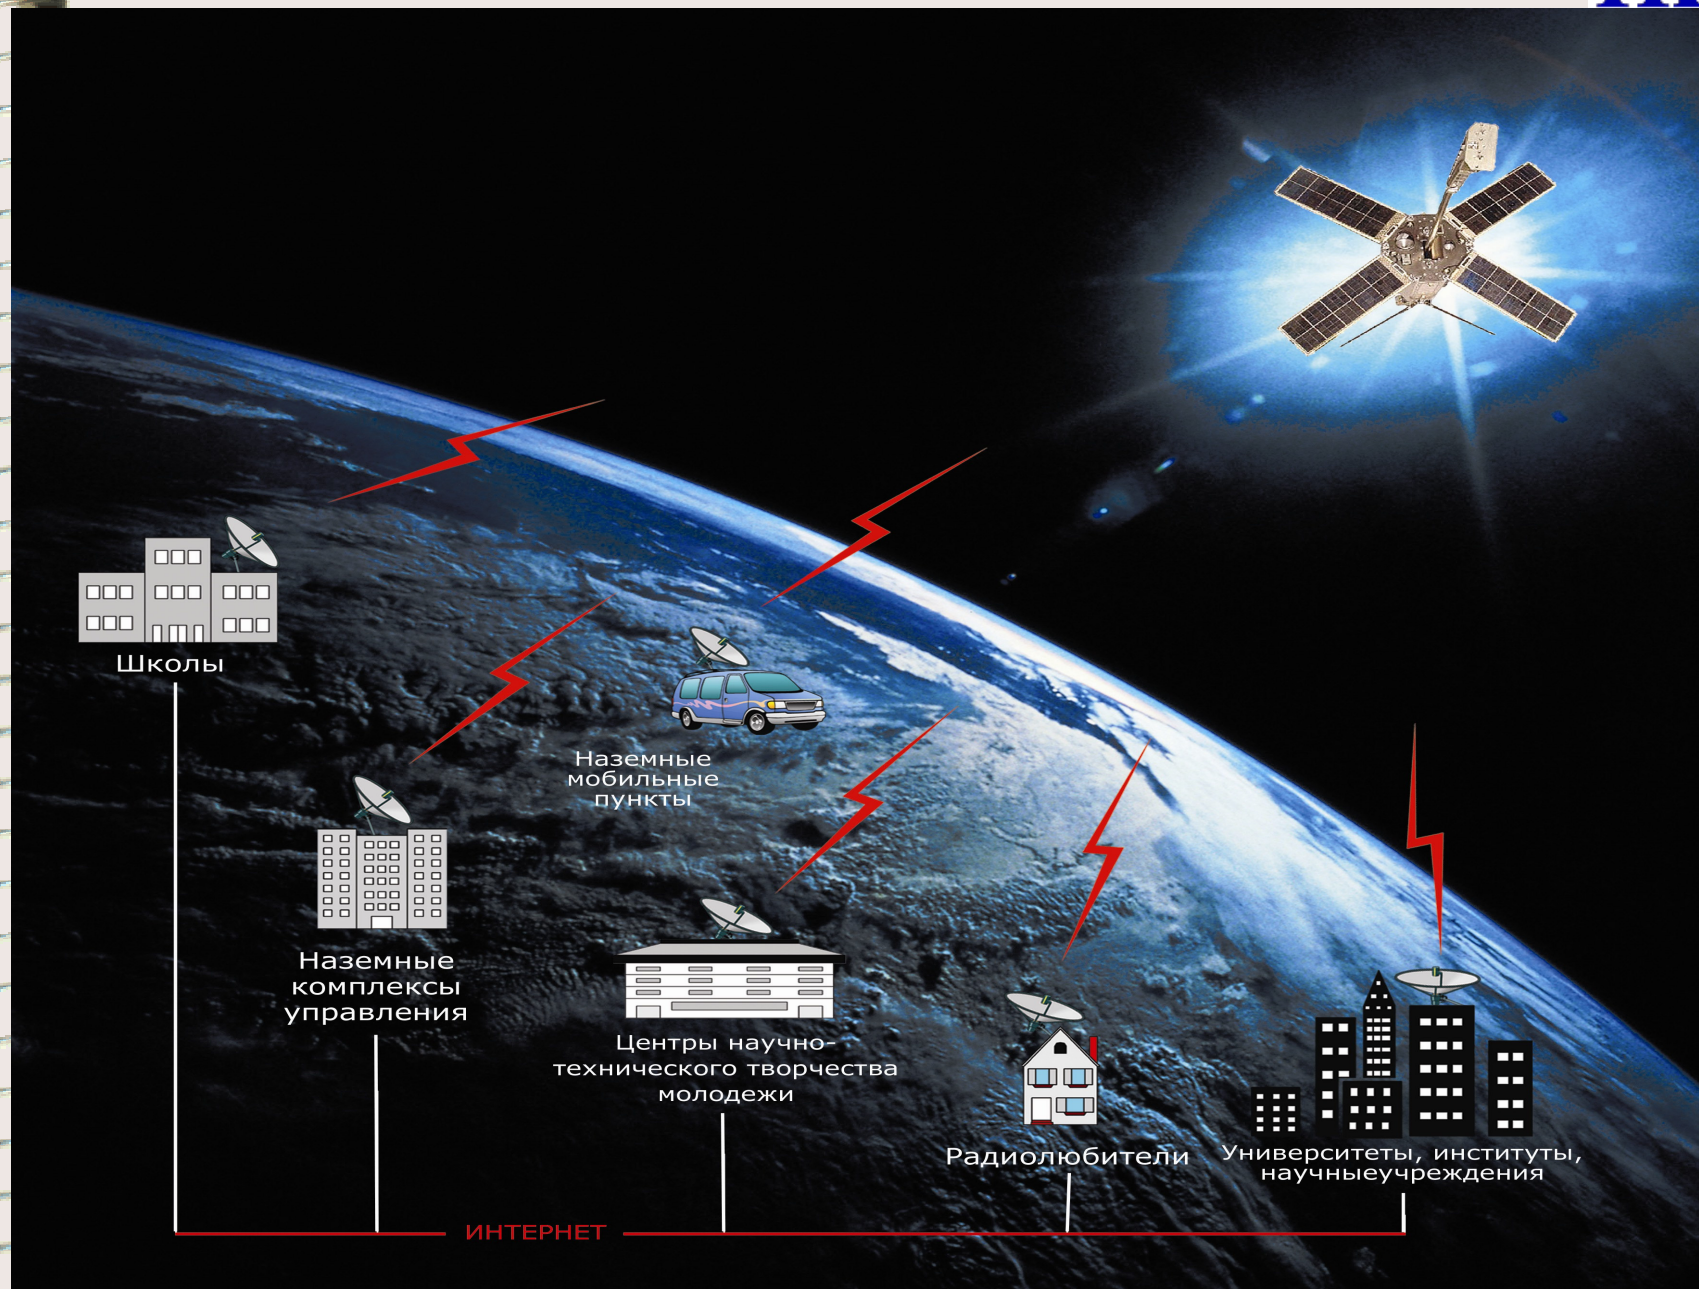 Школы
Наземные
мобильные
пункты
Наземные
комплексы
управления
Центры научно-
технического творчества
молодежи
Радиолюбители
Университеты, институты,
научныеучреждения
ИНТЕРНЕТ